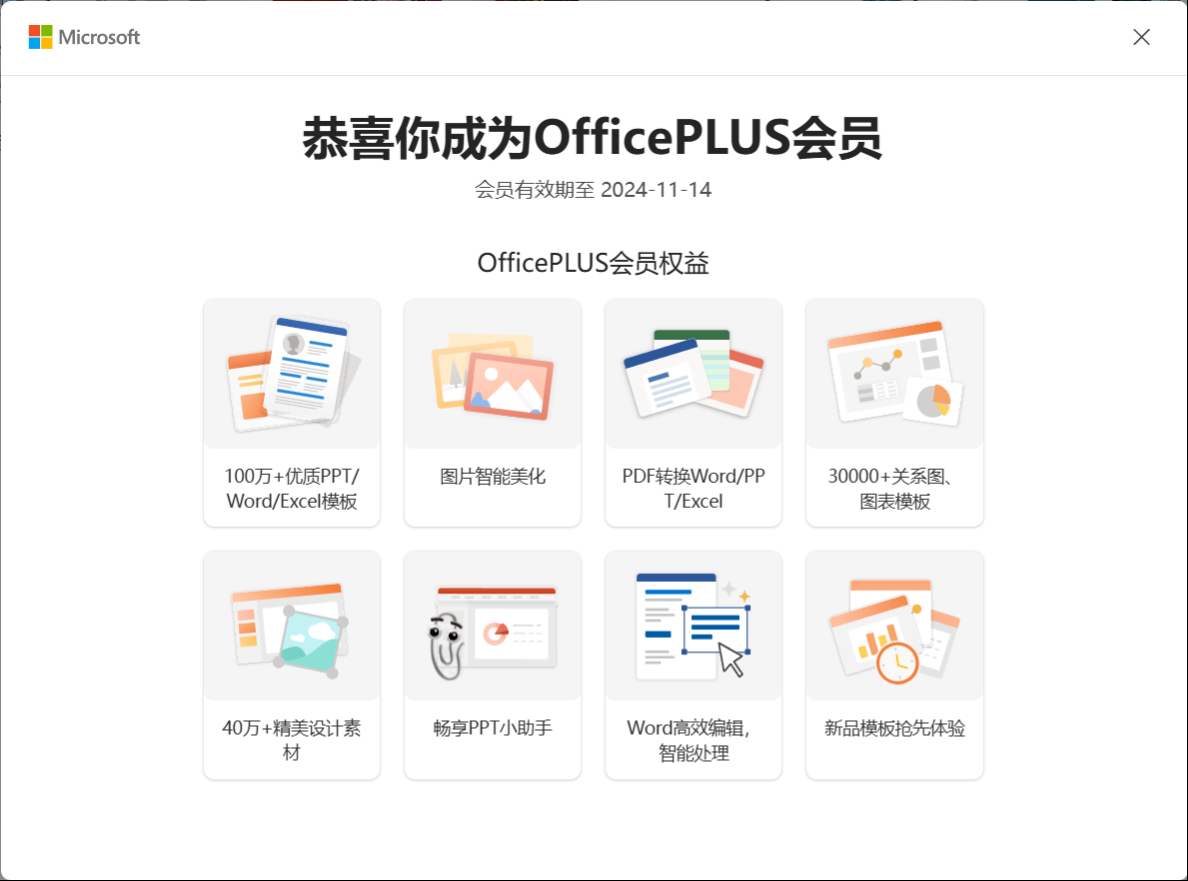 Microsoft
恭喜你成为OfficePLUS会员
会员有效期至 2024-11-14
OfficePLUS会员权益
100万+优质PPT/
Word/Excel模板
图片智能美化
PDF转换Word/PP
T/Excel
30000+关系图、
图表模板
40万+精美设计素
材
畅享PPT小助手
Word高效编辑，
智能处理
新品模板抢先体验